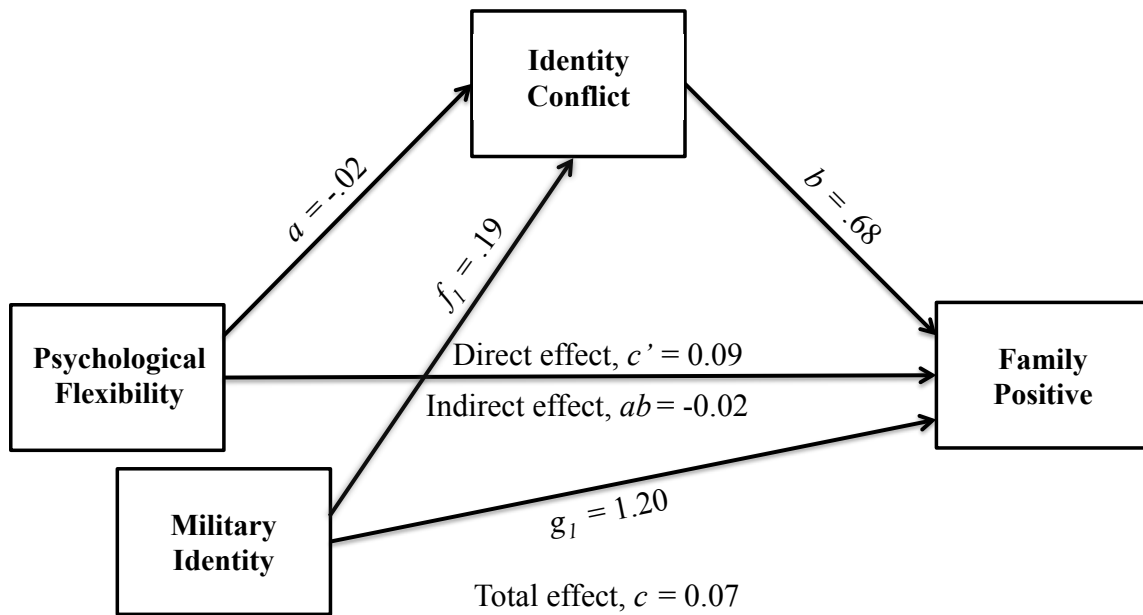 Identity
Conflict
a = -.02
f1 = .19
b = .68
Psychological
Flexibility
Direct effect, c’ = 0.09
Indirect effect, ab = -0.02
Family
Positive
Military
Identity
g1 = 1.20
Total effect, c = 0.07